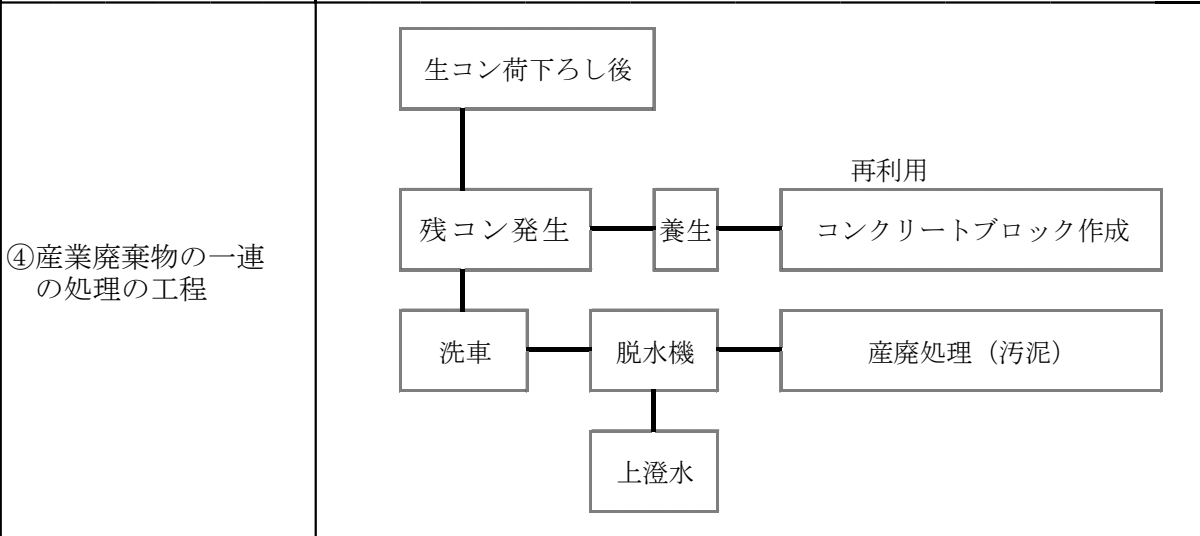 ④産業廃棄物の一連
の処理の工程
生コン荷下ろし後
再利用
残コン発生
養生
コンクリートブロック作成
洗車
脱水機
産廃処理（汚泥）
上澄水